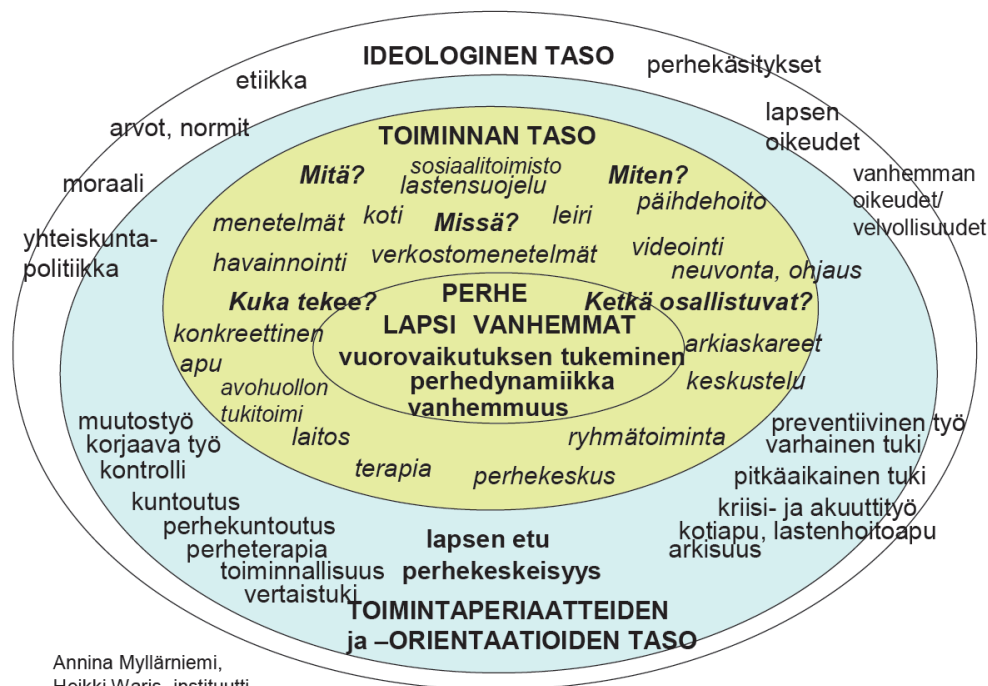 IDEOLOGINEN TASO
etiikka
perhekäsitykset
arvot, normit
lapsen
oikeudet
moraali
vanhemman
oikeudet/
velvollisuudet
yhteiskunta-
politiikka
TOIMINNAN TASO
Mitä?
sosiaalitoimisto
lastensuojelu
Miten?
päihdehoito
menetelmät
koti
Missä?
leiri
havainnointi
verkostomenetelmät
videointi
neuvonta, ohjaus
Kuka tekee?
Ketkä osallistuvat?
konkreettinen
apu
arkiaskareet
keskustelu
avohuollon
tukitoimi
laitos
ryhmätoiminta
terapia
perhekeskus
PERHE
LAPSI VANHEMMAT
vuorovaikutuksen tukeminen
perhedynamiikka
vanhemmuus
muutostyö
korjaava työ
kontrolli
kuntoutus
perhekuntoutus
perheterapia
toiminnallisuus
vertaistuki
lapsen etu
perhekeskeisyys
preventiivinen työ
varhainen tuki
pitkäaikainen tuki
kriisi- ja akuuttityö
kotiapu, lastenhoitoapu
arkisuus
TOIMINTAPERIAATTEIDEN
ja –ORIENTAATIOIDEN TASO
Annina Myllärniemi,
Heikki Waris -instituutti